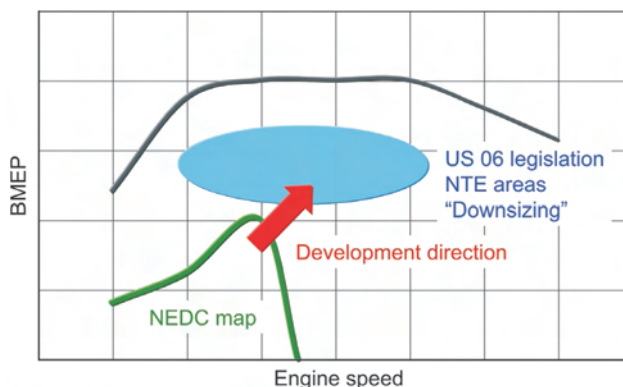 BMEP
US 06 legislation
NTE areas
“Downsizing”
Development direction
NEDC map
Engine speed